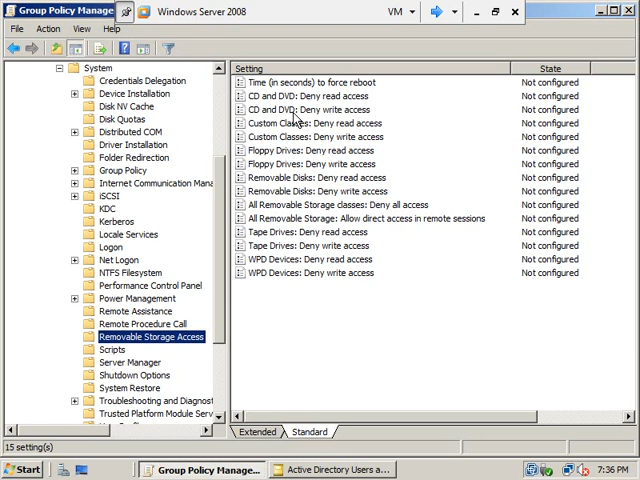 Group Policy Manage
Windows Server 2008
VM
File Action View Help
System
Credentials Delegation
Device Installation
Disk NV Cache
Disk Quotas
Distributed COM
Driver Installation
Folder Redirection
Group Policy
Internet Communication Mana
iSCSI
KDC
Kerberos
Locale Services
Logon
Net Logon
NTFS Filesystem
Performance Control Panel
Power Management
Remote Assistance
Remote Procedure Call
Removable Storage Access
Scripts
Server Manager
Shutdown Options
System Restore
Troubleshooting and Diagnost
Trusted Platform Module Serv
Setting State
Time (in seconds) to force reboot Not configured
CD and DVD: Deny read access Not configured
CD and DVD: Deny write access Not configured
Custom Classes: Deny read access Not configured
Custom Classes: Deny write access Not configured
Floppy Drives: Deny read access Not configured
Floppy Drives: Deny write access Not configured
Removable Disks: Deny read access Not configured
Removable Disks: Deny write access Not configured
All Removable Storage classes: Deny all access Not configured
All Removable Storage: Allow direct access in remote sessions Not configured
Tape Drives: Deny read access Not configured
Tape Drives: Deny write access Not configured
WPD Devices: Deny read access Not configured
WPD Devices: Deny write access Not configured
Extended Standard
15 setting(s)
Start Group Policy Manage... Active Directory Users a... 7:36 PM